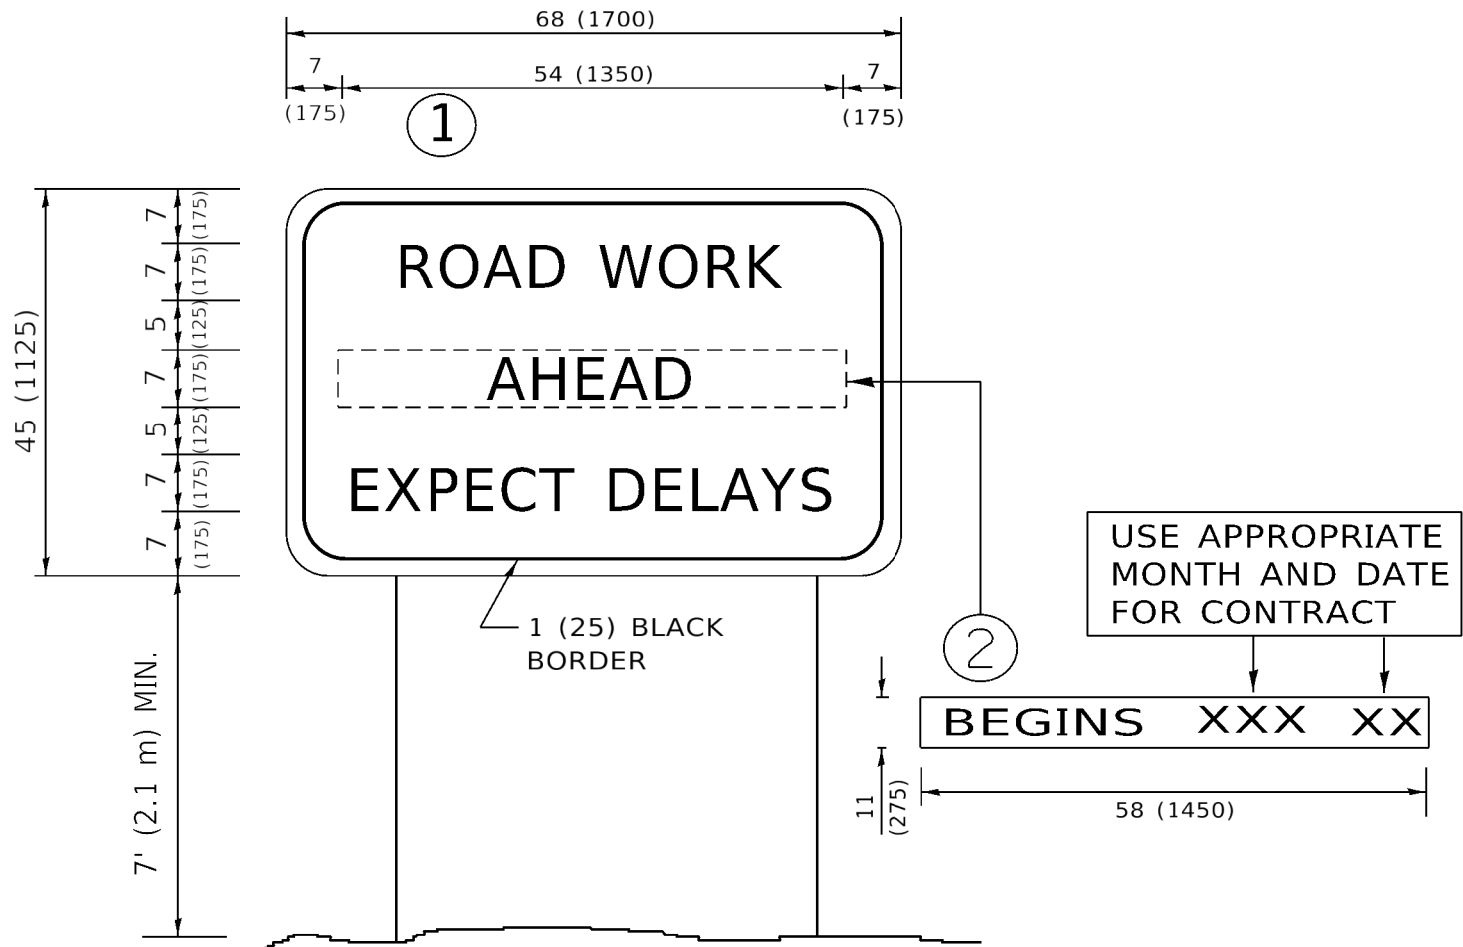 68 (1700)
7
54 (1350)
7
(175)
(175)
1
7
(175)
7
(175)
5
(125)
7
(175)
5
(125)
7
(175)
7
(175)
45 (1125)
ROAD WORK
AHEAD
EXPECT DELAYS
1 (25) BLACK
BORDER
7' (2.1 m) MIN.
USE APPROPRIATE
MONTH AND DATE
FOR CONTRACT
2
BEGINS XXX XX
11
(275)
58 (1450)